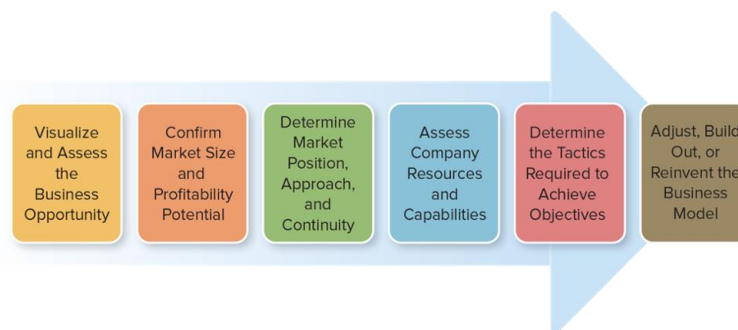 Visualize
and Assess
the
Business
Opportunity
Confirm
Market Size
and
Profitability
Potential
Determine
Market
Position,
Approach,
and
Continuity
Assess
Company
Resources
and
Capabilities
Determine
the Tactics
Required to
Achieve
Objectives
Adjust, Build
Out, or
Reinvent the
Business
Model